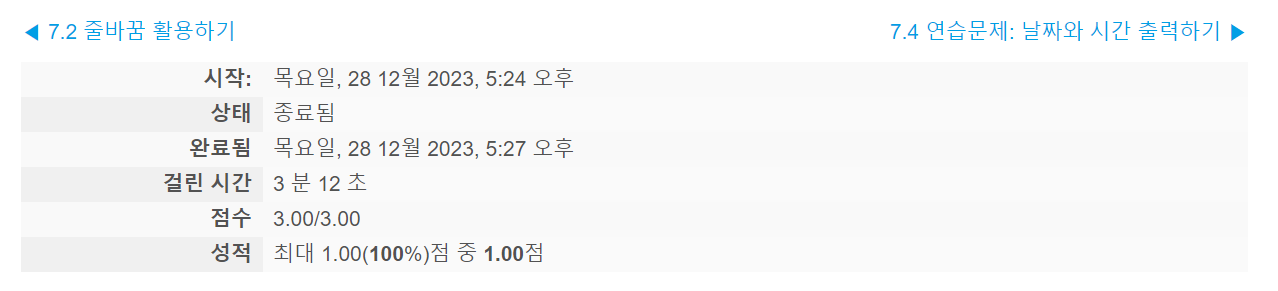 ◀ 7.2 줄바꿈 활용하기 7.4 연습문제: 날짜와 시간 출력하기 ▶
시작: 목요일, 28 12월 2023, 5:24 오후
상태 종료됨
완료됨 목요일, 28 12월 2023, 5:27 오후
걸린 시간 3 분 12 초
점수 3.00/3.00
성적 최대 1.00(100%)점 중 1.00점